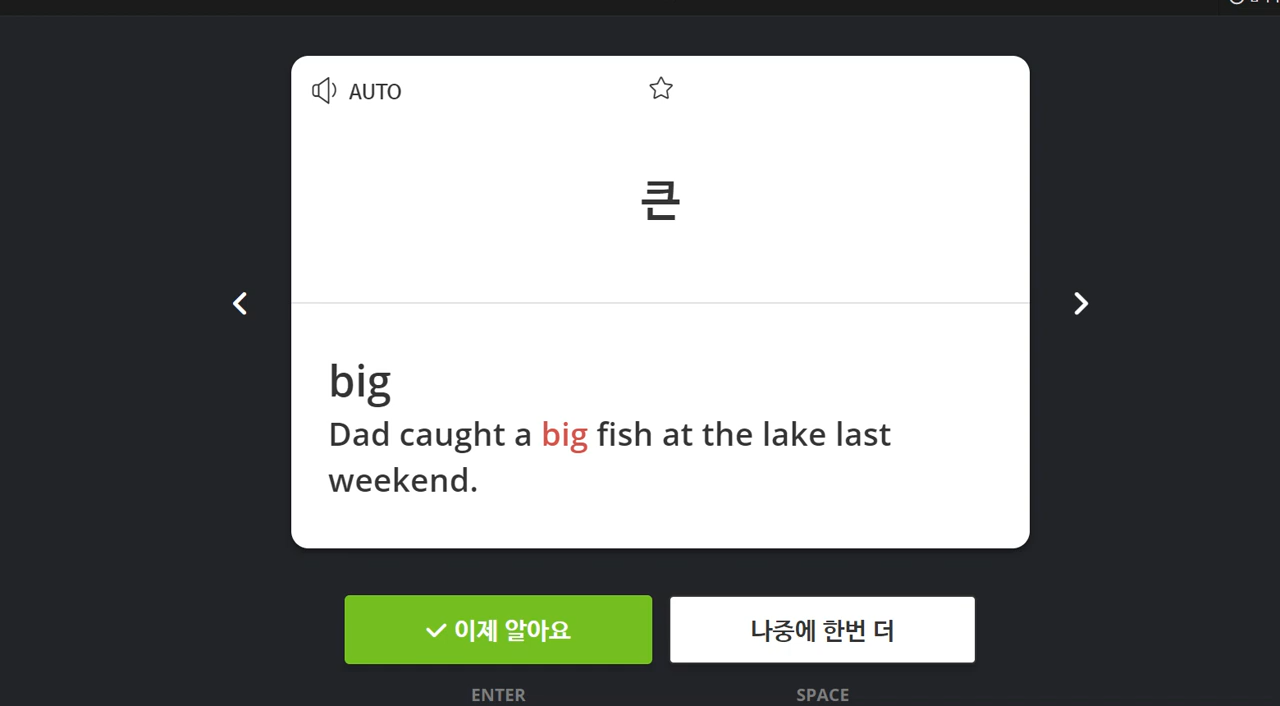 AUTO
큰
big
Dad caught a big fish at the lake last
weekend.
이제 알아요
나중에 한번 더
ENTER
SPACE